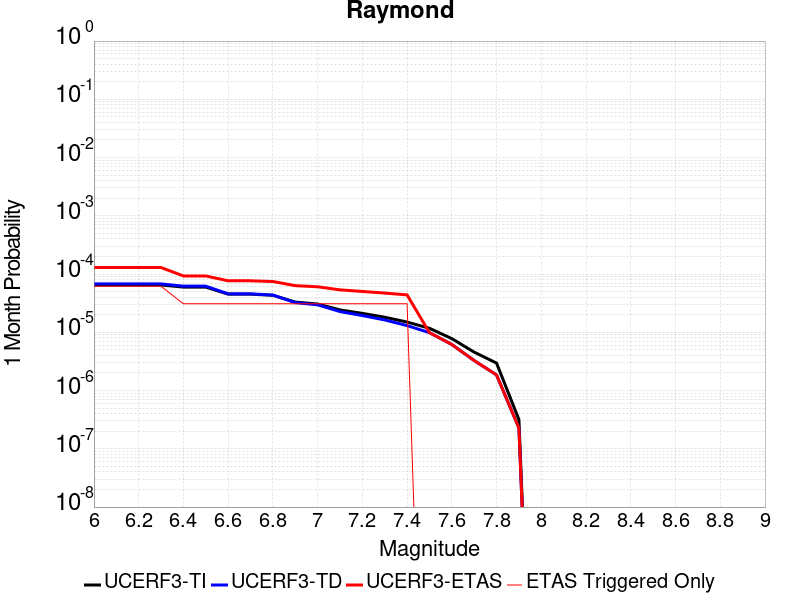 Raymond
10^0
10^-1
10^-2
10^-3
10^-4
10^-5
10^-6
10^-7
10^-8
1 Month Probability
6 6.2 6.4 6.6 6.8 7 7.2 7.4 7.6 7.8 8 8.2 8.4 8.6 8.8 9
Magnitude
UCERF3-TI UCERF3-TD UCERF3-ETAS ETAS Triggered Only